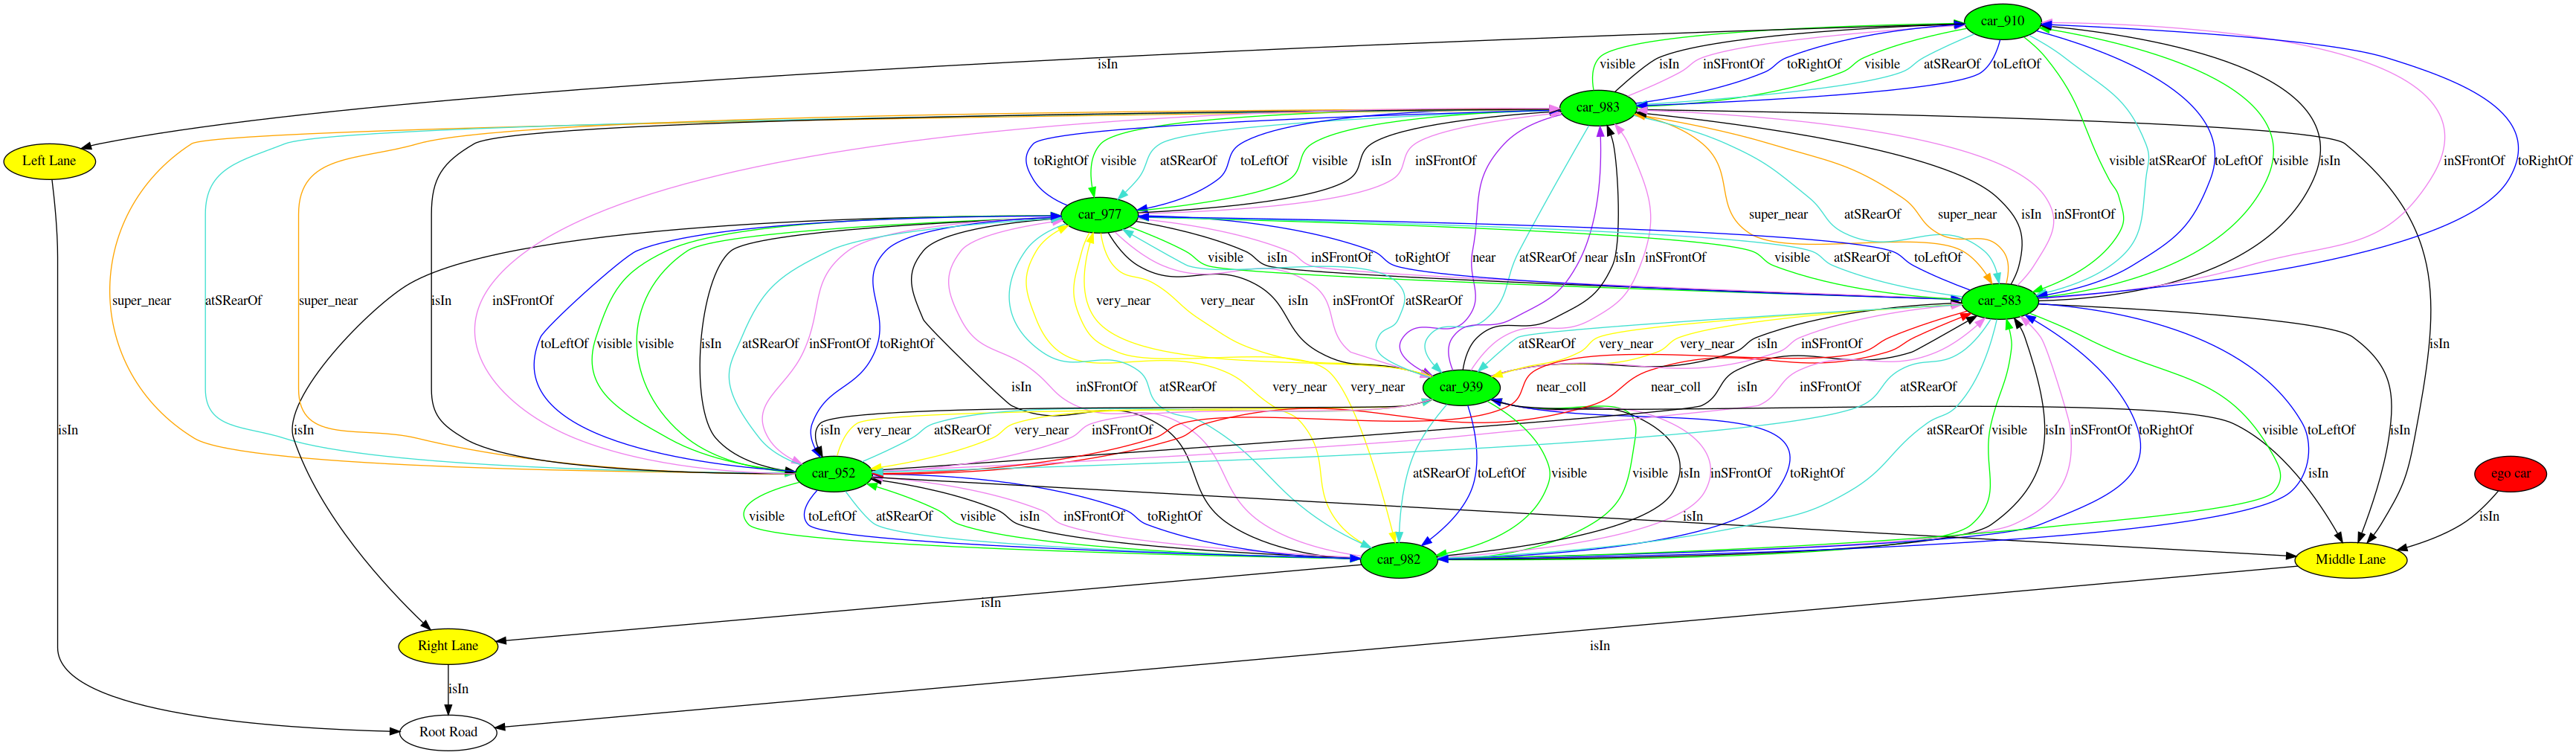 car_910
isIn visible isIn inSFrontOf toRightOf visible atSRearOf toLeftOf
car_983
Left Lane toRightOf visible atSRearOf toLeftOf visible isIn inSFrontOf visible atSRearOf toLeftOf visible isIn inSFrontOf toRightOf
car_977 super_near atSRearOf super_near isIn inSFrontOf
visible isIn inSFrontOf toRightOf near atSRearOf near isIn inSFrontOf visible atSRearOf toLeftOf
super_near atSRearOf super_near isIn inSFrontOf very_near very_near isIn inSFrontOf atSRearOf car_583
toLeftOf visible visible isIn atSRearOf inSFrontOf toRightOf atSRearOf very_near very_near isIn inSFrontOf isIn
isIn inSFrontOf atSRearOf very_near very_near car_939 near_coll near_coll isIn inSFrontOf atSRearOf
isIn isIn isIn very_near atSRearOf very_near inSFrontOf atSRearOf visible isIn inSFrontOf toRightOf visible toLeftOf isIn
car_952 atSRearOf toLeftOf visible visible isIn inSFrontOf toRightOf isIn ego car
visible toLeftOf atSRearOf visible isIn inSFrontOf toRightOf isIn isIn
car_982 Middle Lane
isIn
Right Lane isIn
isIn
Root Road